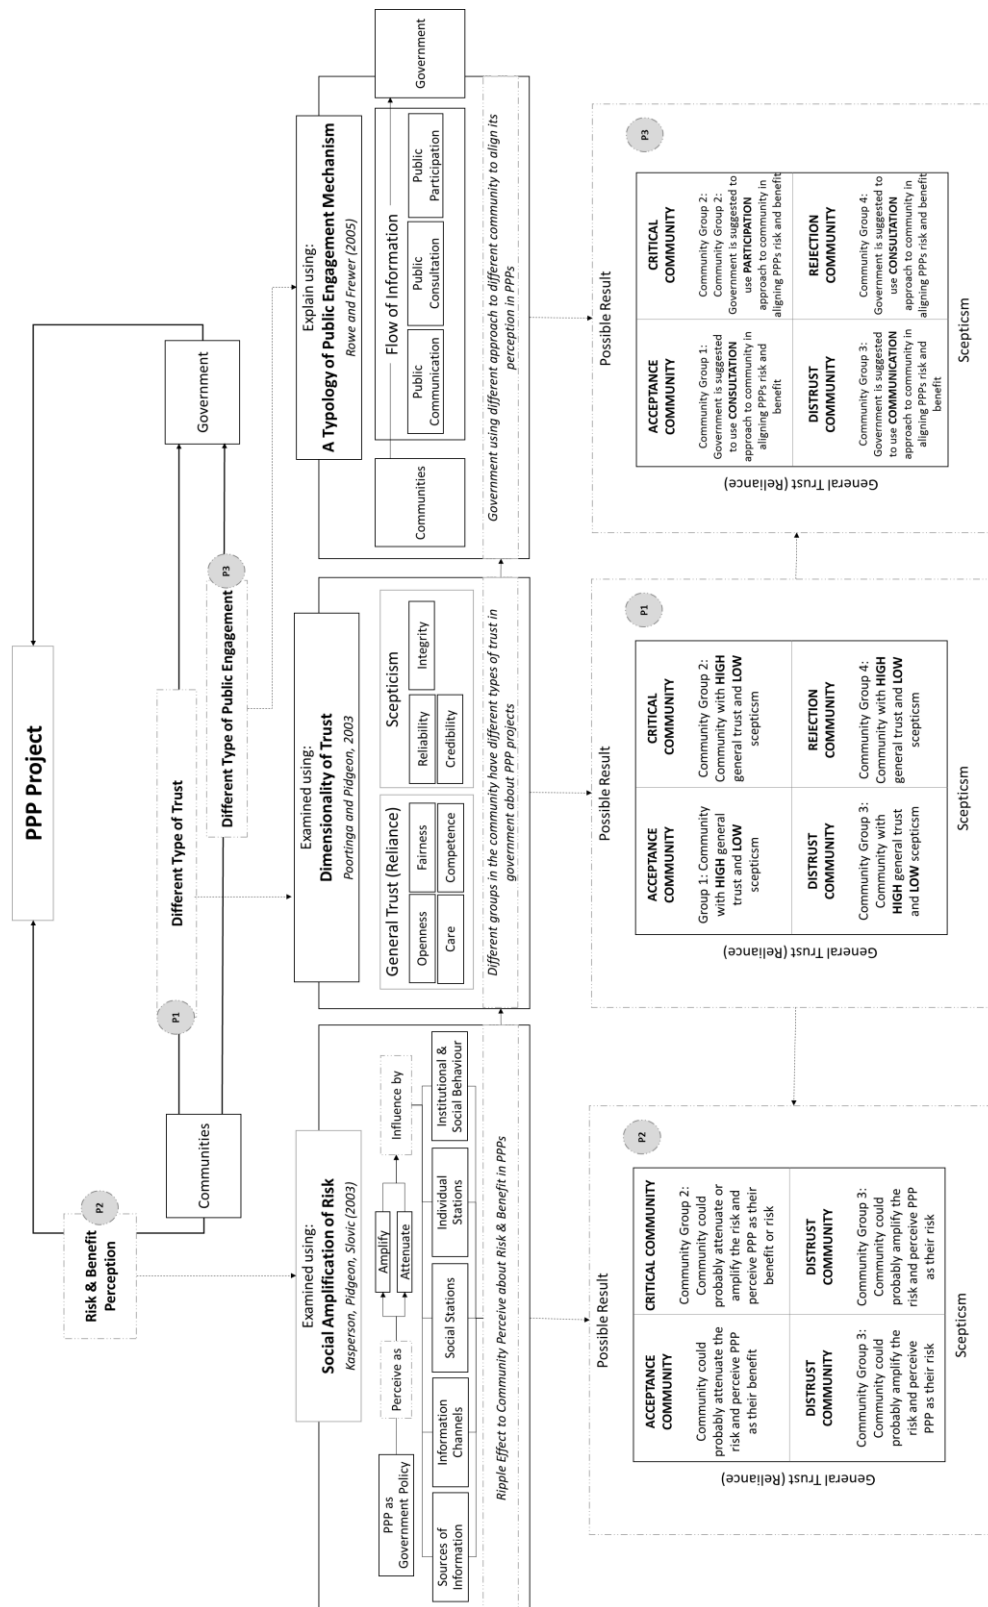 PPP Project
Risk & Benefit
Perception
P2
Communities
P1
Different Type of Trust
Different Type of Public Engagement
P3
Government
Examined using:
Social Amplification of Risk
Kasperson, Pidgeon, Slovic (2003)
PPP as
Government Policy
Perceive as
Amplify
Attenuate
Influence by
Sources of
Information
Information
Channels
Social Stations
Individual
Stations
Institutional &
Social Behaviour
Ripple Effect to Community Perceive about Risk & Benefit in PPPs
Examined using:
Dimensionality of Trust
Poortinga and Pidgeon, 2003
General Trust (Reliance)
Openness
Fairness
Care
Competence
Scepticism
Reliability
Integrity
Credibility
Different groups in the community have different types of trust in
government about PPP projects
Explain using:
A Typology of Public Engagement Mechanism
Rowe and Frewer (2005)
Communities
Flow of Information
Public
Communication
Public
Consultation
Public
Participation
Government
Government using different approach to different community to align its
perception in PPPs
Possible Result
P2
General Trust (Reliance)
ACCEPTANCE
COMMUNITY
Community could
probably attenuate the
risk and perceive PPP
as their benefit
CRITICAL COMMUNITY
Community Group 2:
Community could
probably attenuate or
amplify the risk and
perceive PPP as their
benefit or risk
DISTRUST
COMMUNITY
Community Group 3:
Community could
probably amplify the
risk and perceive
PPP as their risk
DISTRUST
COMMUNITY
Community Group 3:
Community could
probably amplify the
risk and perceive PPP
as their risk
Scepticsm
Possible Result
P1
General Trust (Reliance)
ACCEPTANCE
COMMUNITY
Group 1: Community
with HIGH general
trust and LOW
scepticsm
CRITICAL
COMMUNITY
Community Group 2:
Community with HIGH
general trust and LOW
scepticsm
DISTRUST
COMMUNITY
Community Group 3:
Community with
HIGH general trust
and LOW scepticsm
REJECTION
COMMUNITY
Community Group 4:
Community with HIGH
general trust and LOW
scepticsm
Scepticsm
Possible Result
P3
General Trust (Reliance)
ACCEPTANCE
COMMUNITY
Community Group 1:
Government is suggested
to use CONSULTATION
approach to community in
aligning PPPs risk and
benefit
CRITICAL
COMMUNITY
Community Group 2:
Community Group 2:
Government is suggested to
use PARTICIPATION
approach to community in
aligning PPPs risk and benefit
DISTRUST
COMMUNITY
Community Group 3:
Government is suggested
to use COMMUNICATION
approach to community in
aligning PPPs risk and
benefit
REJECTION
COMMUNITY
Community Group 4:
Government is suggested to
use CONSULTATION
approach to community in
aligning PPPs risk and benefit
Scepticsm